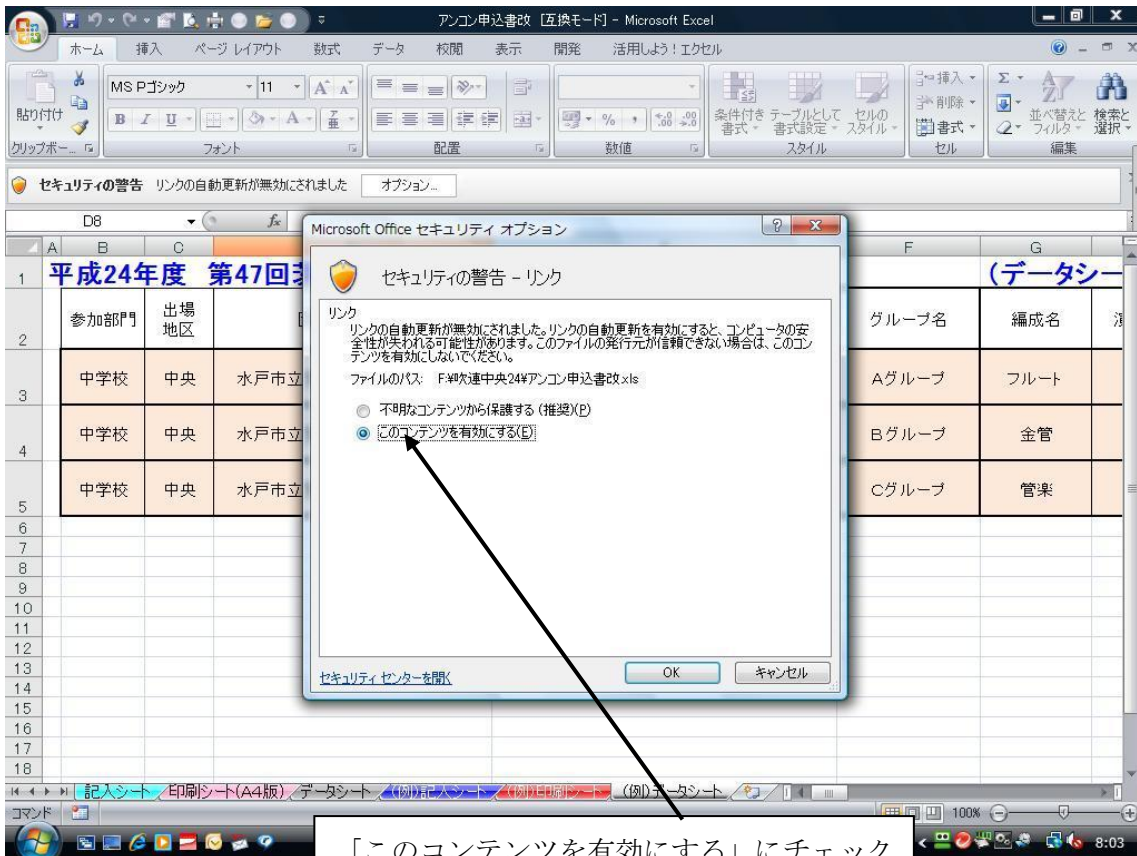 アンコン申込書改 [互換モード] - Microsoft Excel
ホーム 挿入 ページ レイアウト 数式 データ 校閲 表示 開発 活用しよう!エクセル
貼り付け
MS Pゴシック 11
B I U
条件付き書式 テーブルとして書式設定 セルのスタイル
挿入 削除 書式
並べ替えとフィルタ 検索と選択
クリップボー... フォント 配置 数値 スタイル セル 編集
セキュリティの警告 リンクの自動更新が無効にされました オプション...
D8 fx
A B C F G
1 平成24年度 第47回 (データシー
2 参加部門 出場地区 グループ名 編成名
3 中学校 中央 水戸市立 Aグループ フルート
4 中学校 中央 水戸市立 Bグループ 金管
5 中学校 中央 水戸市立 Cグループ 管楽
6
7
8
9
10
11
12
13
14
15
16
17
18
Microsoft Office セキュリティ オプション
セキュリティの警告 - リンク
リンク
リンクの自動更新が無効にされました。リンクの自動更新を有効にすると、コンピュータの安
全性が失われる可能性があります。このファイルの発行元が信頼できない場合は、このコン
テンツを有効にしないでください。
ファイルのパス: F:¥吹連中央24¥アンコン申込書改.xls
不明なコンテンツから保護する (推奨)(P)
このコンテンツを有効にする(E)
セキュリティ センターを開く OK キャンセル
記入シート 印刷シート(A4版) データシート (例)記入シート (例)印刷シート (例)データシート
コマンド 100%
8:03
「このコンテンツを有効にする」にチェック